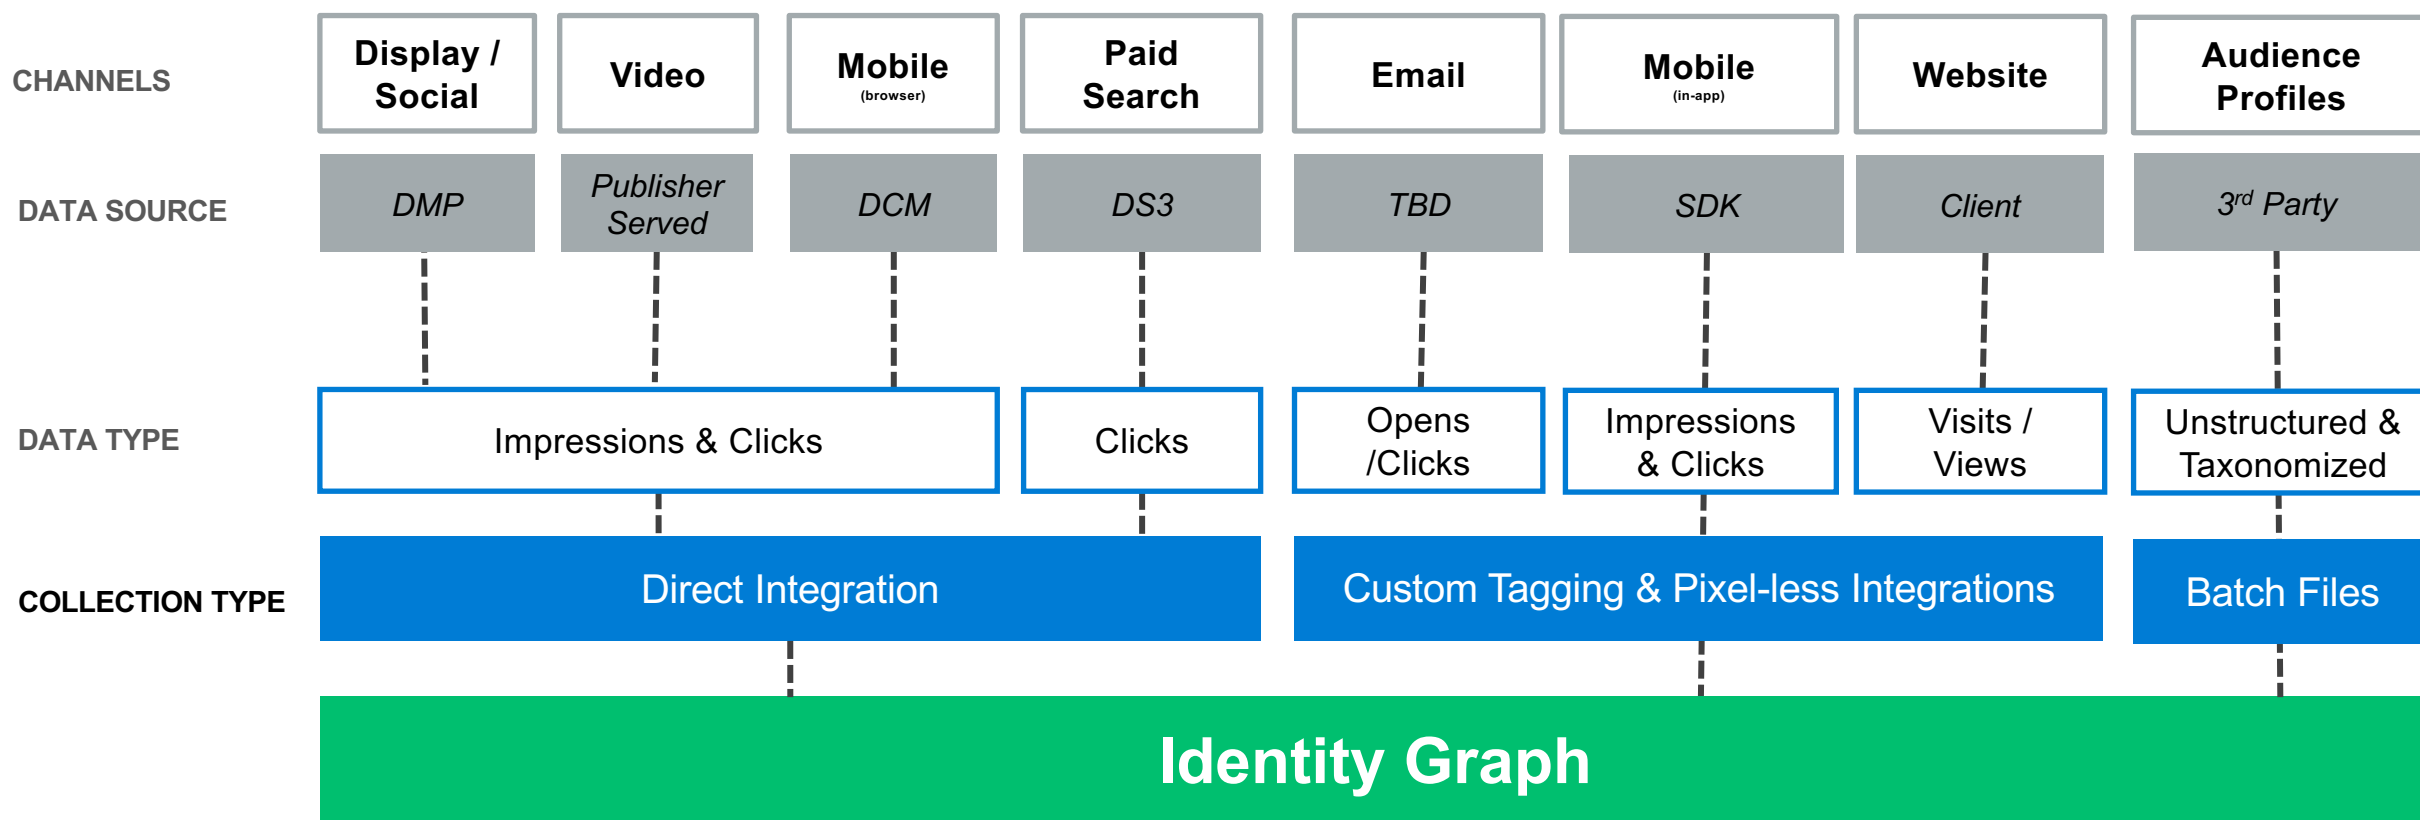 CHANNELS
Display /
Social
Video
Mobile
(browser)
Paid
Search
Email
Mobile
(in-app)
Website
Audience
Profiles
DATA SOURCE
DMP
Publisher
Served
DCM
DS3
TBD
SDK
Client
3rd Party
DATA TYPE
Impressions & Clicks
Clicks
Opens
/Clicks
Impressions
& Clicks
Visits /
Views
Unstructured &
Taxonomized
COLLECTION TYPE
Direct Integration
Custom Tagging & Pixel-less Integrations
Batch Files
Identity Graph